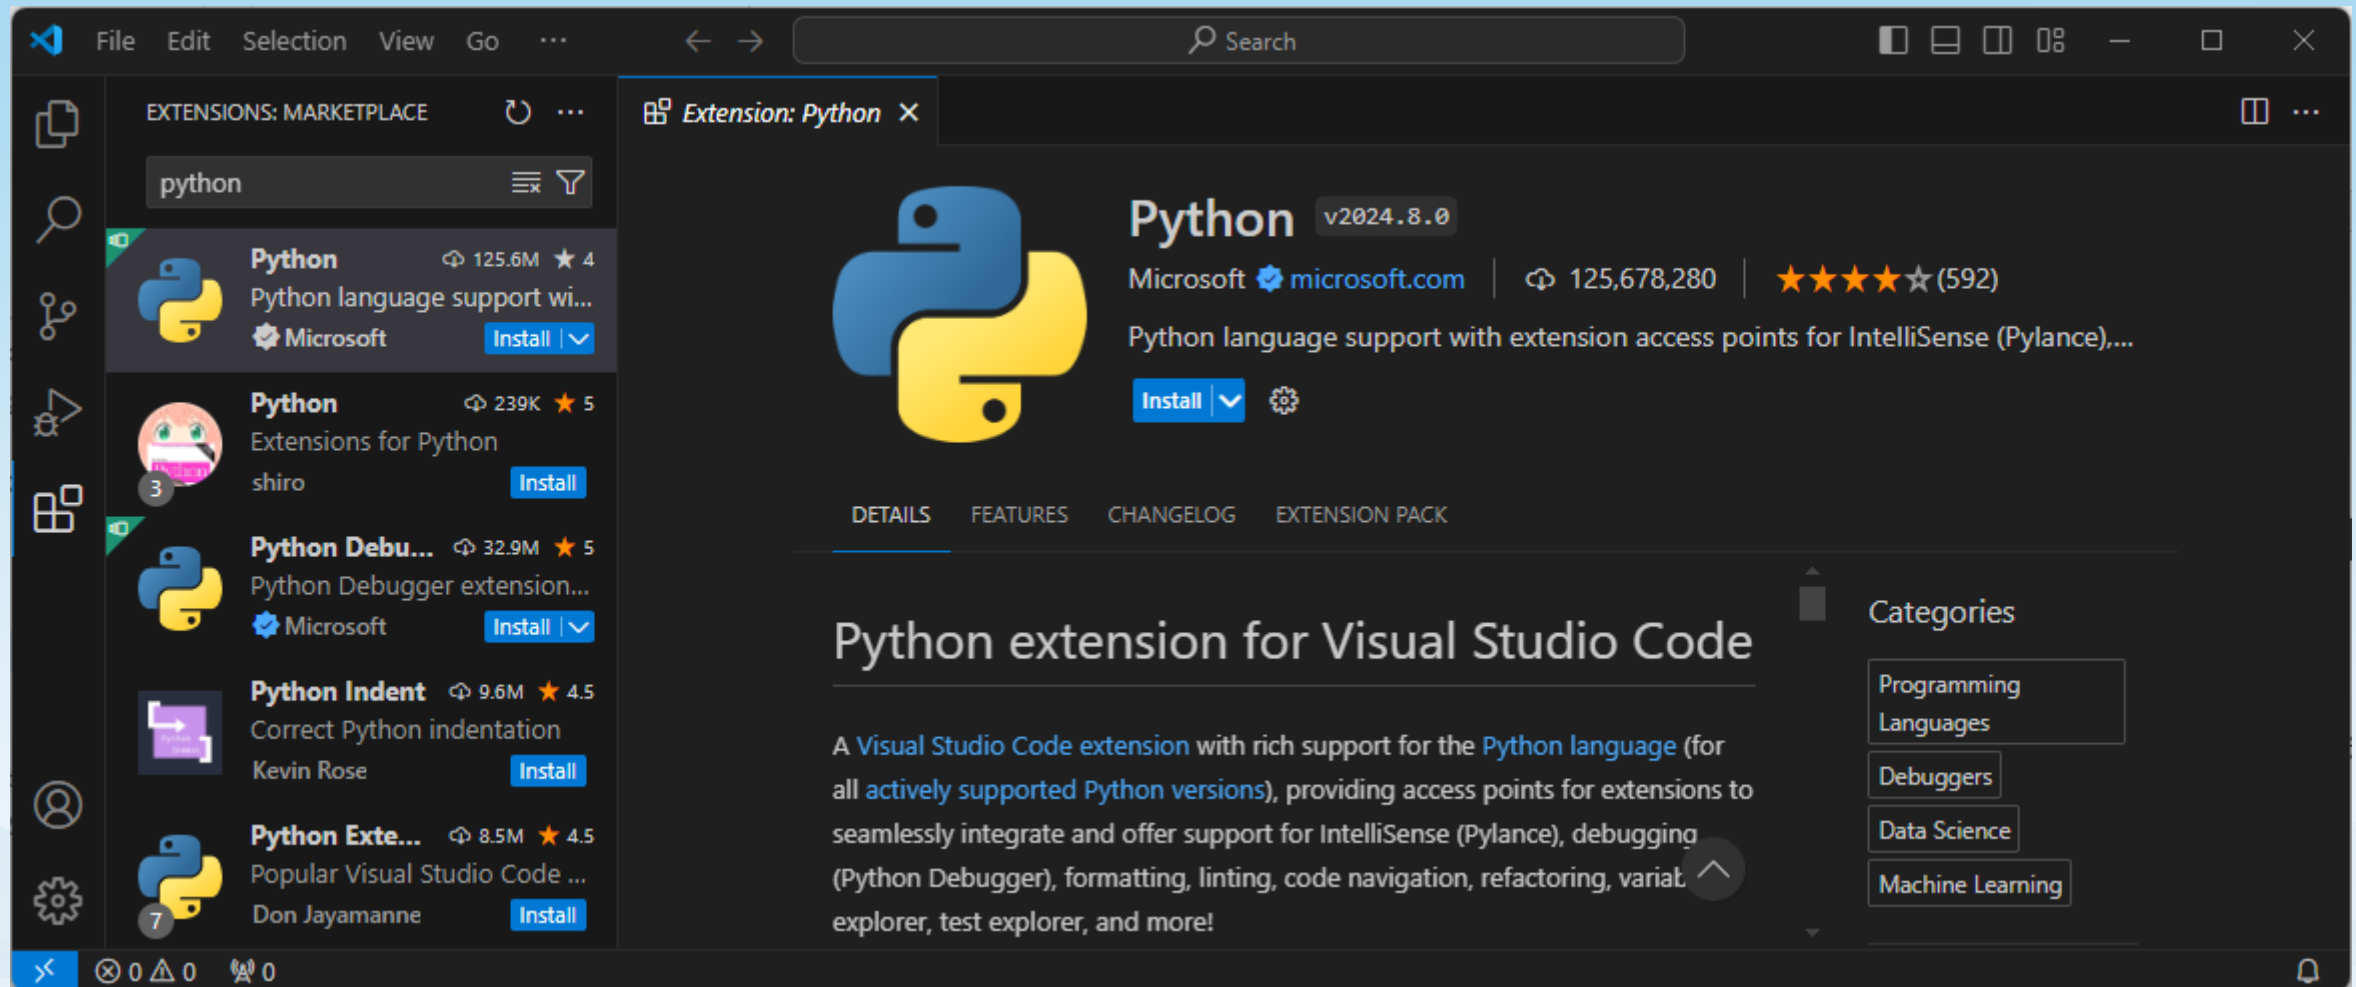 File Edit Selection View Go ···
Search
EXTENSIONS: MARKETPLACE
python
Python 125.6M ★ 4
Python language support wi...
Microsoft Install
Python 239K ★ 5
Extensions for Python
shiro Install
3
Python Debu... 32.9M ★ 5
Python Debugger extension...
Microsoft Install
Python Indent 9.6M ★ 4.5
Correct Python indentation
Kevin Rose Install
Python Exte... 8.5M ★ 4.5
Popular Visual Studio Code ...
Don Jayamanne Install
7
Extension: Python
Python v2024.8.0
Microsoft microsoft.com 125,678,280 ★★★★☆ (592)
Python language support with extension access points for IntelliSense (Pylance),...
Install
DETAILS FEATURES CHANGELOG EXTENSION PACK
Python extension for Visual Studio Code
A Visual Studio Code extension with rich support for the Python language (for
all actively supported Python versions), providing access points for extensions to
seamlessly integrate and offer support for IntelliSense (Pylance), debugging
(Python Debugger), formatting, linting, code navigation, refactoring, variab
explorer, test explorer, and more!
Categories
Programming
Languages
Debuggers
Data Science
Machine Learning
0 0 0